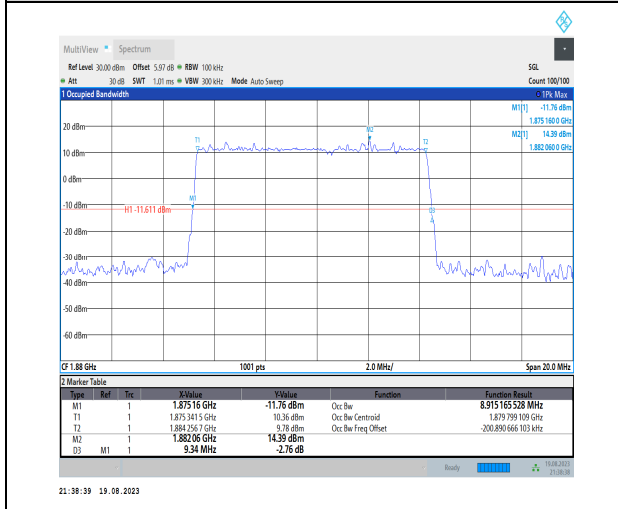 MultiView Spectrum
Ref Level 30.00 dBm Offset 5.97 dB RBW 100 kHz SGL
Att 30 dB SWT 1.01 ms VBW 300 kHz Mode Auto Sweep Count 100/100
1 Occupied Bandwidth 1Pk Max
M1[1] -11.76 dBm
1.875 160 0 GHz
M2[1] 14.39 dBm
1.882 060 0 GHz
20 dBm
M2
T1
T2
10 dBm
0 dBm
M1
-10 dBm
H1 -11.611 dBm
D3
-20 dBm
-30 dBm
-40 dBm
-50 dBm
-60 dBm
CF 1.88 GHz 1001 pts 2.0 MHz/ Span 20.0 MHz
2 Marker Table
Type Ref Trc X-Value Y-Value Function Function Result
M1 1 1.875 16 GHz -11.76 dBm Occ Bw 8.915 165 528 MHz
T1 1 1.875 341 5 GHz 10.36 dBm Occ Bw Centroid 1.879 799 109 GHz
T2 1 1.884 256 7 GHz 9.78 dBm Occ Bw Freq Offset -200.890 666 103 kHz
M2 1 1.882 06 GHz 14.39 dBm
D3 M1 1 9.34 MHz -2.76 dB
Ready 19.08.2023
21:38:38
21:38:39 19.08.2023